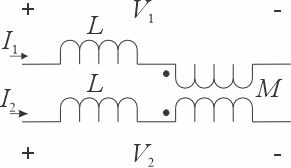 + V₁ -
I₁ L
I₂ L M
+ V₂ -